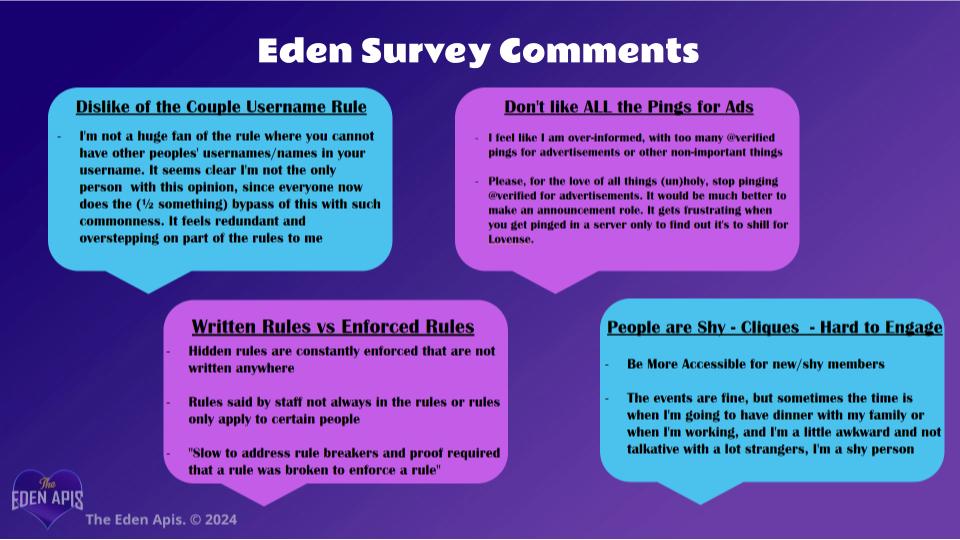 Eden Survey Comments
Dislike of the Couple Username Rule
- I'm not a huge fan of the rule where you cannot
have other peoples' usernames/names in your
username. It seems clear I'm not the only
person with this opinion, since everyone now
does the (½ something) bypass of this with such
commonness. It feels redundant and
overstepping on part of the rules to me
Don't like ALL the Pings for Ads
- I feel like I am over-informed, with too many @verified
pings for advertisements or other non-important things
- Please, for the love of all things (un)holy, stop pinging
@verified for advertisements. It would be much better to
make an announcement role. It gets frustrating when
you get pinged in a server only to find out it's to shill for
Lovense.
Written Rules vs Enforced Rules
- Hidden rules are constantly enforced that are not
written anywhere
- Rules said by staff not always in the rules or rules
only apply to certain people
- "Slow to address rule breakers and proof required
that a rule was broken to enforce a rule"
People are Shy - Cliques - Hard to Engage
- Be More Accessible for new/shy members
- The events are fine, but sometimes the time is
when I'm going to have dinner with my family or
when I'm working, and I'm a little awkward and not
talkative with a lot strangers, I'm a shy person
The
EDEN APIS
The Eden Apis. © 2024